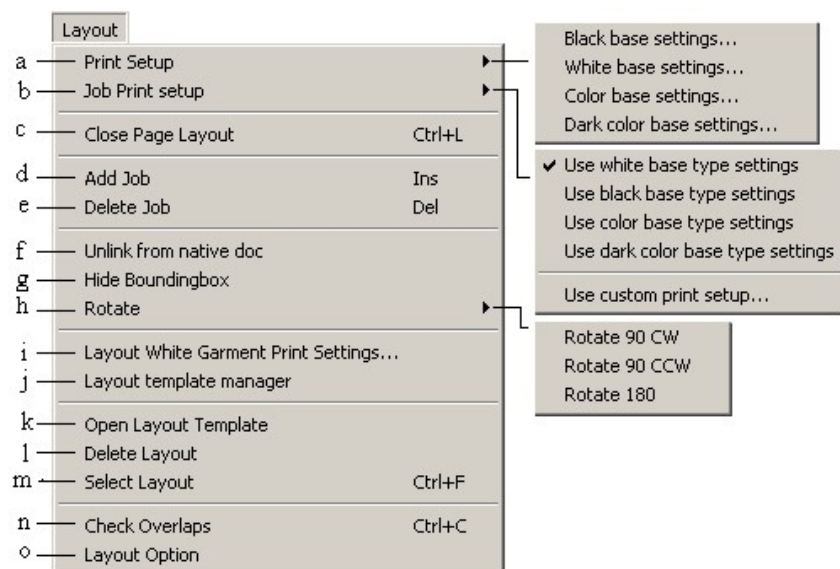 Layout
a Print Setup
b Job Print setup
c Close Page Layout Ctrl+L
d Add Job Ins
e Delete Job Del
f Unlink from native doc
g Hide Boundingbox
h Rotate
i Layout White Garment Print Settings...
j Layout template manager
k Open Layout Template
l Delete Layout
m Select Layout Ctrl+F
n Check Overlaps Ctrl+C
o Layout Option
Black base settings...
White base settings...
Color base settings...
Dark color base settings...
Use white base type settings
Use black base type settings
Use color base type settings
Use dark color base type settings
Use custom print setup...
Rotate 90 CW
Rotate 90 CCW
Rotate 180